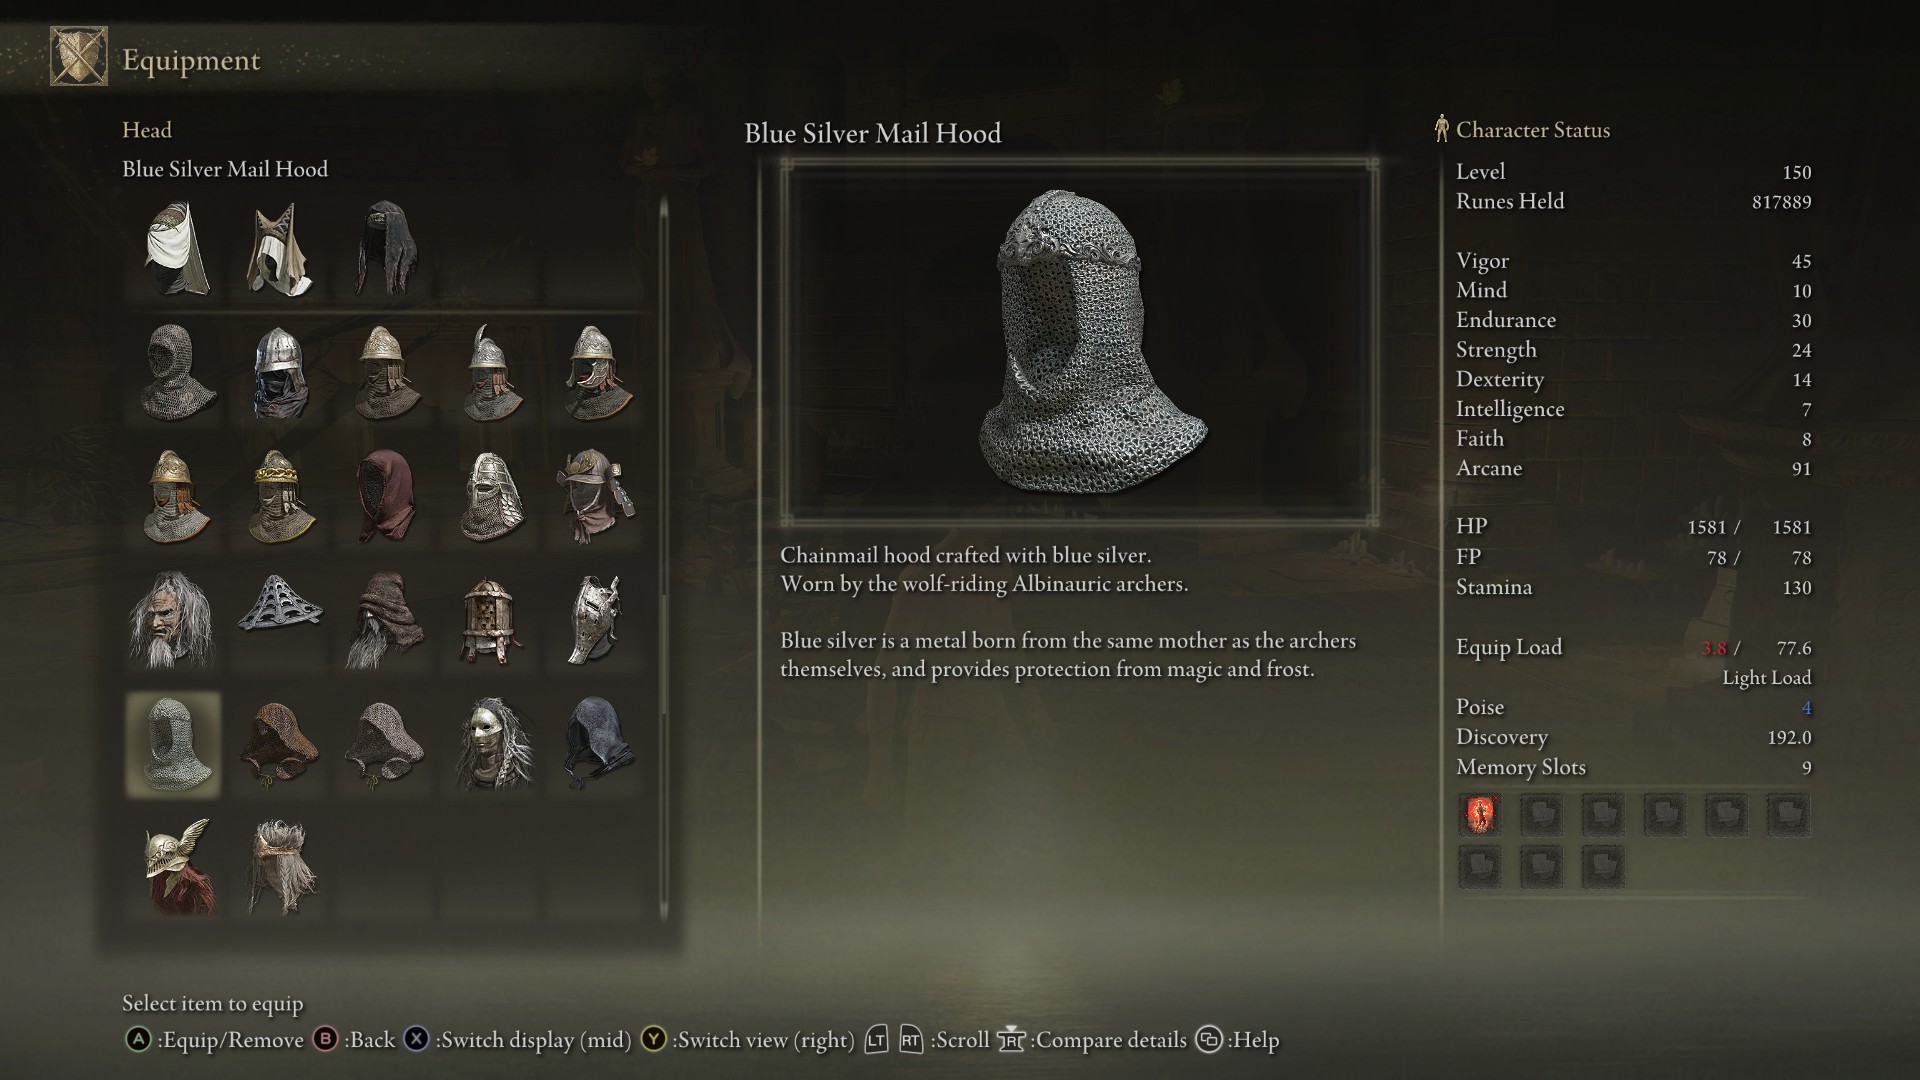 Equipment
Head
Blue Silver Mail Hood
Blue Silver Mail Hood
Chainmail hood crafted with blue silver.
Worn by the wolf-riding Albinauric archers.
Blue silver is a metal born from the same mother as the archers
themselves, and provides protection from magic and frost.
Character Status
Level 150
Runes Held 817889
Vigor 45
Mind 10
Endurance 30
Strength 24
Dexterity 14
Intelligence 7
Faith 8
Arcane 91
HP 1581 / 1581
FP 78 / 78
Stamina 130
Equip Load 3.8 / 77.6
Light Load
Poise 4
Discovery 192.0
Memory Slots 9
Select item to equip
A :Equip/Remove B :Back X :Switch display (mid) Y :Switch view (right) LT RT :Scroll R :Compare details :Help